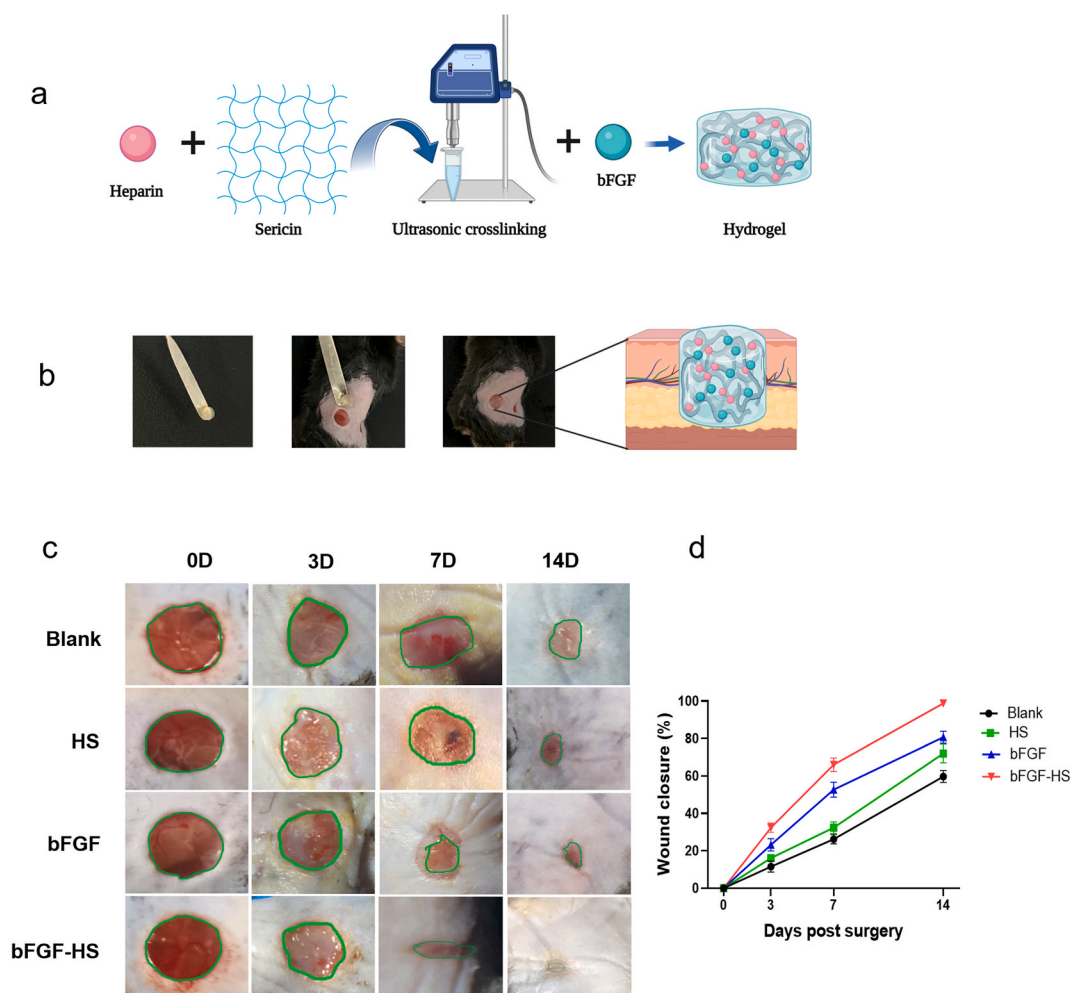 a
+
+
Heparin
bFGF
Sericin
Ultrasonic crosslinking
Hydrogel
b
c
0D
3D
7D
14D
Blank
HS
bFGF
bFGF-HS
d
Wound closure (%)
100
80
60
40
20
0
0
3
7
14
Days post surgery
Blank
HS
bFGF
bFGF-HS